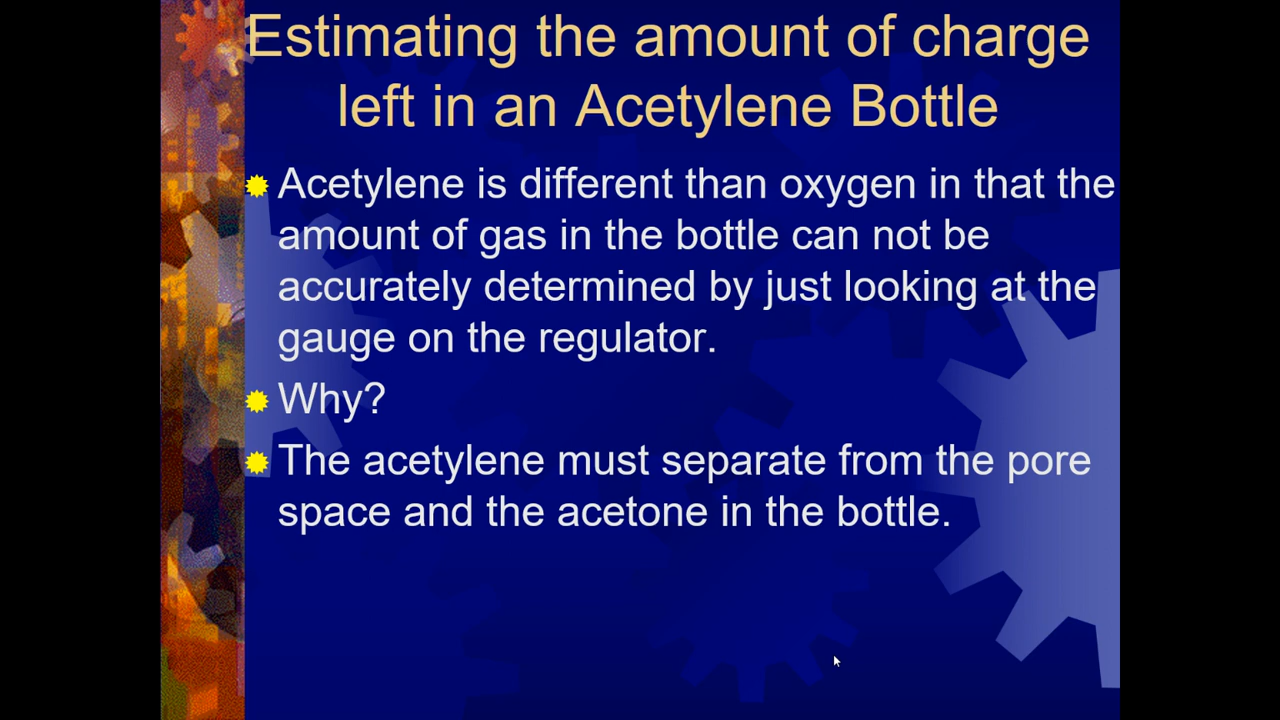 Estimating the amount of charge
left in an Acetylene Bottle
Acetylene is different than oxygen in that the
amount of gas in the bottle can not be
accurately determined by just looking at the
gauge on the regulator.
Why?
The acetylene must separate from the pore
space and the acetone in the bottle.